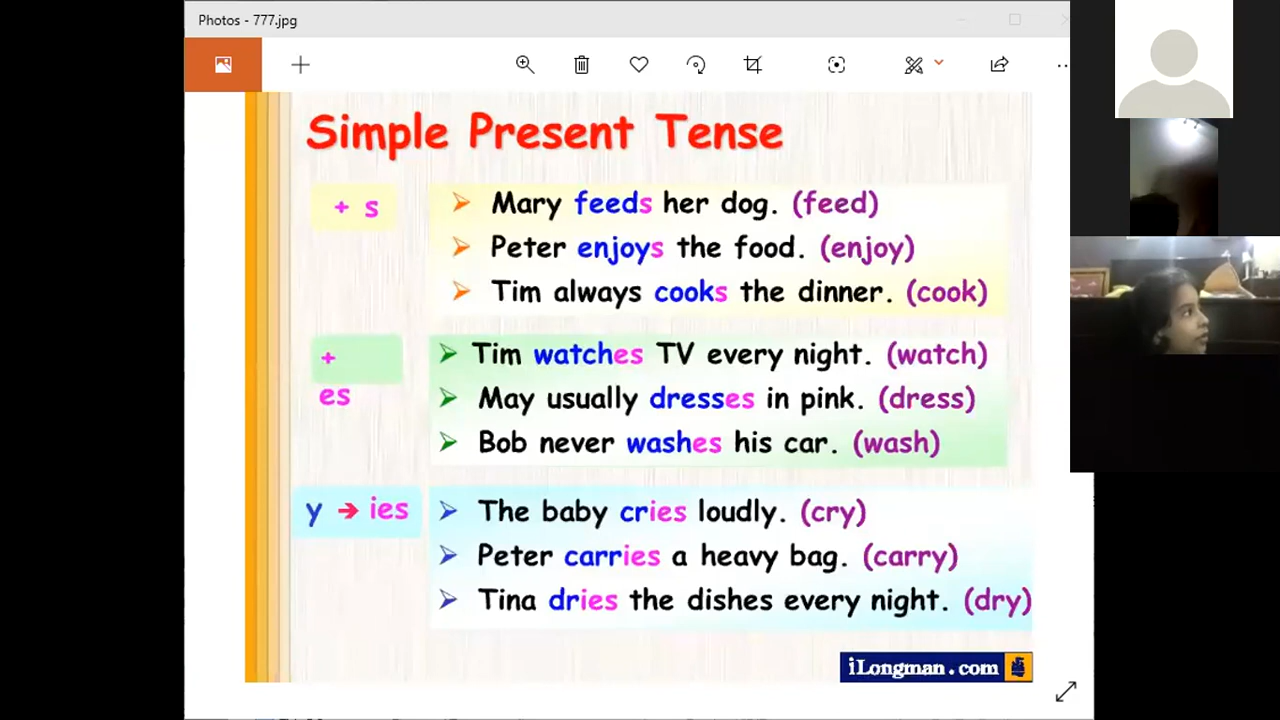 Photos - 777.jpg
Simple Present Tense
+ s
Mary feeds her dog. (feed)
Peter enjoys the food. (enjoy)
Tim always cooks the dinner. (cook)
+
es
Tim watches TV every night. (watch)
May usually dresses in pink. (dress)
Bob never washes his car. (wash)
y → ies
The baby cries loudly. (cry)
Peter carries a heavy bag. (carry)
Tina dries the dishes every night. (dry)
iLongman.com